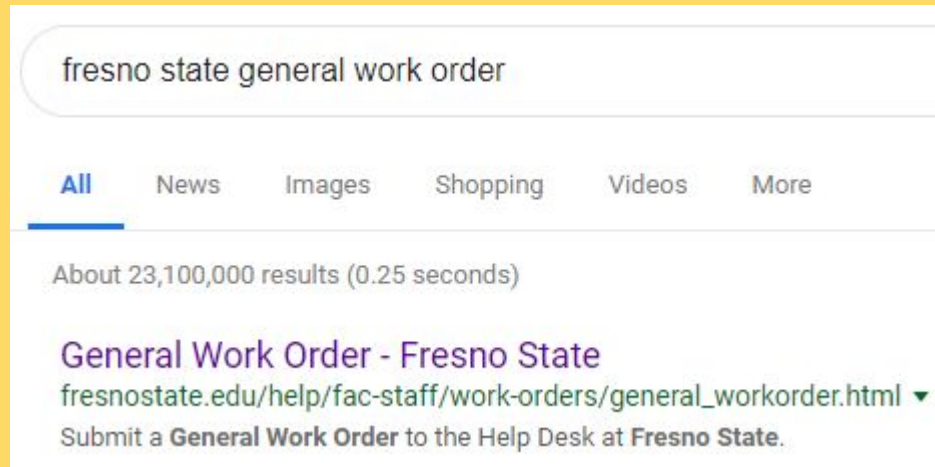 fresno state general work order
All News Images Shopping Videos More
About 23,100,000 results (0.25 seconds)
General Work Order - Fresno State
fresnostate.edu/help/fac-staff/work-orders/general_workorder.html
Submit a General Work Order to the Help Desk at Fresno State.